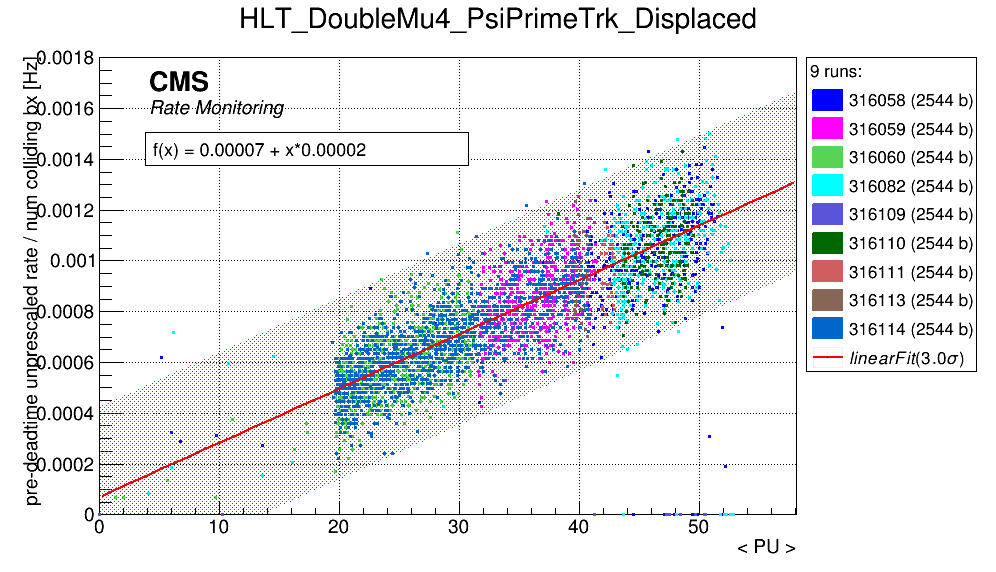 HLT_DoubleMu4_PsiPrimeTrk_Displaced
pre-deadtime unprescaled rate / num colliding bx [Hz]
0.0018
0.0016
0.0014
0.0012
0.001
0.0008
0.0006
0.0004
0.0002
0
CMS
Rate Monitoring
f(x) = 0.00007 + x*0.00002
0 10 20 30 40 50
< PU >
9 runs:
316058 (2544 b)
316059 (2544 b)
316060 (2544 b)
316082 (2544 b)
316109 (2544 b)
316110 (2544 b)
316111 (2544 b)
316113 (2544 b)
316114 (2544 b)
linearFit(3.0σ)